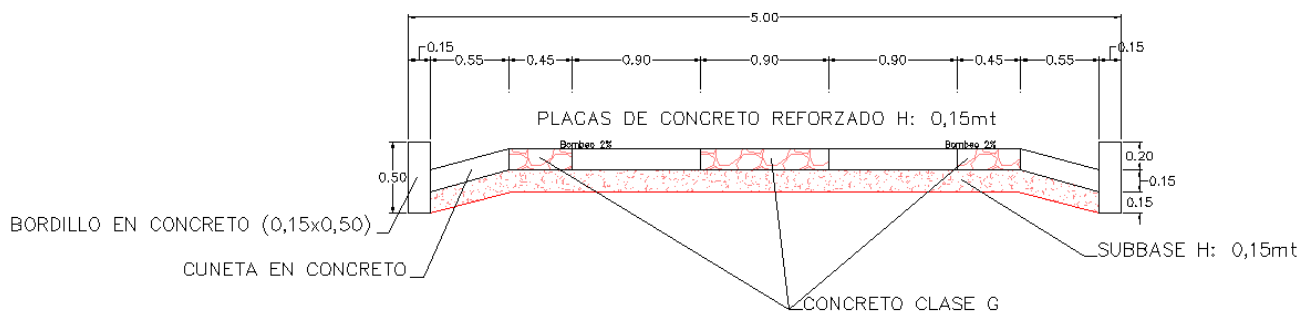 5.00
0.15
0.15
0.55
0.45
0.90
0.90
0.90
0.45
0.55
PLACAS DE CONCRETO REFORZADO H: 0,15mt
Bombeo 2%
Bombeo 2%
0.50
0.20
0.15
0.15
BORDILLO EN CONCRETO (0,15x0,50)
CUNETA EN CONCRETO
SUBBASE H: 0,15mt
CONCRETO CLASE G